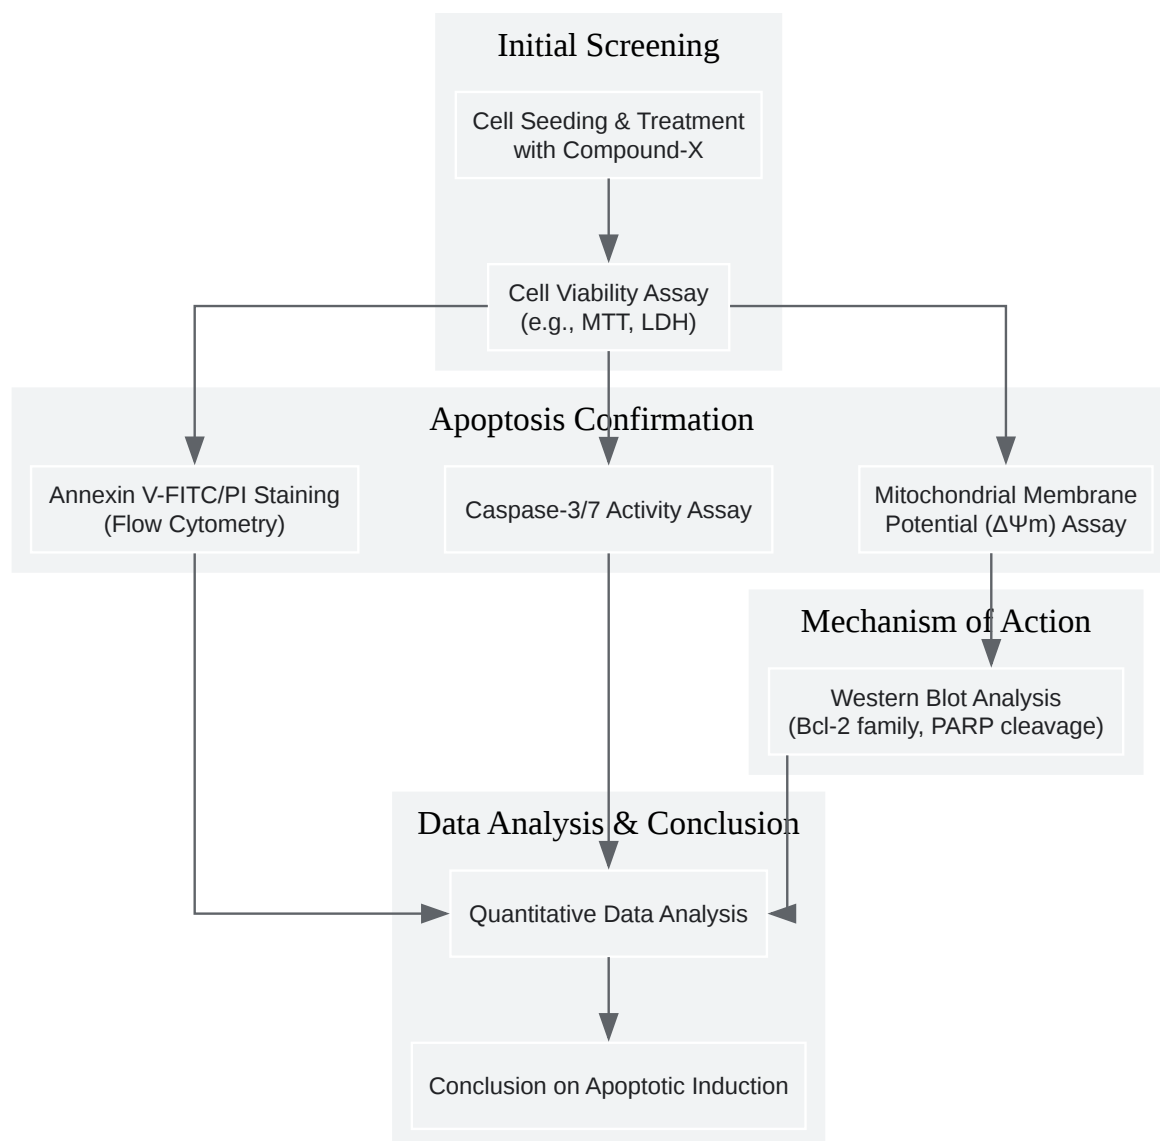 Initial Screening
Cell Seeding & Treatment
with Compound-X
Cell Viability Assay
(e.g., MTT, LDH)
Apoptosis Confirmation
Annexin V-FITC/PI Staining
(Flow Cytometry)
Caspase-3/7 Activity Assay
Mitochondrial Membrane
Potential (ΔΨm) Assay
Mechanism of Action
Western Blot Analysis
(Bcl-2 family, PARP cleavage)
Data Analysis & Conclusion
Quantitative Data Analysis
Conclusion on Apoptotic Induction